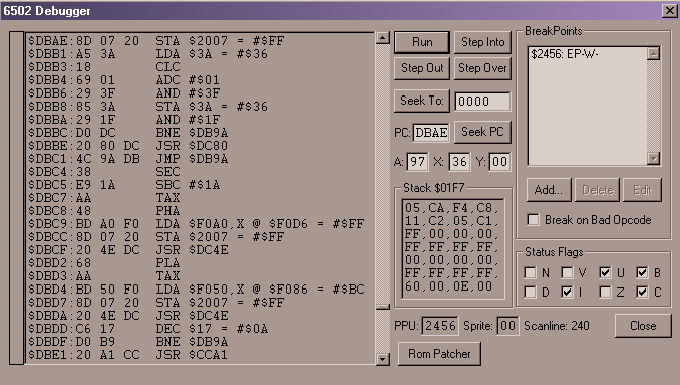 6502 Debugger
$DBAE:8D 07 20 STA $2007 = #$FF
$DBB1:A5 3A LDA $3A = #$36
$DBB3:18 CLC
$DBB4:69 01 ADC #$01
$DBB6:29 3F AND #$3F
$DBB8:85 3A STA $3A = #$36
$DBBA:29 1F AND #$1F
$DBBC:D0 DC BNE $DB9A
$DBBE:20 80 DC JSR $DC80
$DBC1:4C 9A DB JMP $DB9A
$DBC4:38 SEC
$DBC5:E9 1A SBC #$1A
$DBC7:AA TAX
$DBC8:48 PHA
$DBC9:BD A0 F0 LDA $F0A0,X @ $F0D6 = #$FF
$DBCC:8D 07 20 STA $2007 = #$FF
$DBCF:20 4E DC JSR $DC4E
$DBD2:68 PLA
$DBD3:AA TAX
$DBD4:BD 50 F0 LDA $F050,X @ $F086 = #$BC
$DBD7:8D 07 20 STA $2007 = #$FF
$DBDA:20 4E DC JSR $DC4E
$DBDD:C6 17 DEC $17 = #$0A
$DBDF:D0 B9 BNE $DB9A
$DBE1:20 A1 CC JSR $CCA1
Run Step Into
Step Out Step Over
Seek To: 0000
PC: DBAE Seek PC
A: 97 X: 36 Y: 00
Stack $01F7
05,CA,F4,C8,
11,C2,05,C1,
FF,00,00,00,
FF,FF,FF,FF,
00,00,00,00,
FF,FF,FF,FF,
60,00,0E,00
BreakPoints
$2456: EP-W-
Add... Delete Edit
Break on Bad Opcode
Status Flags
N V U B
D I Z C
PPU: 2456 Sprite: 00 Scanline: 240 Close
Rom Patcher